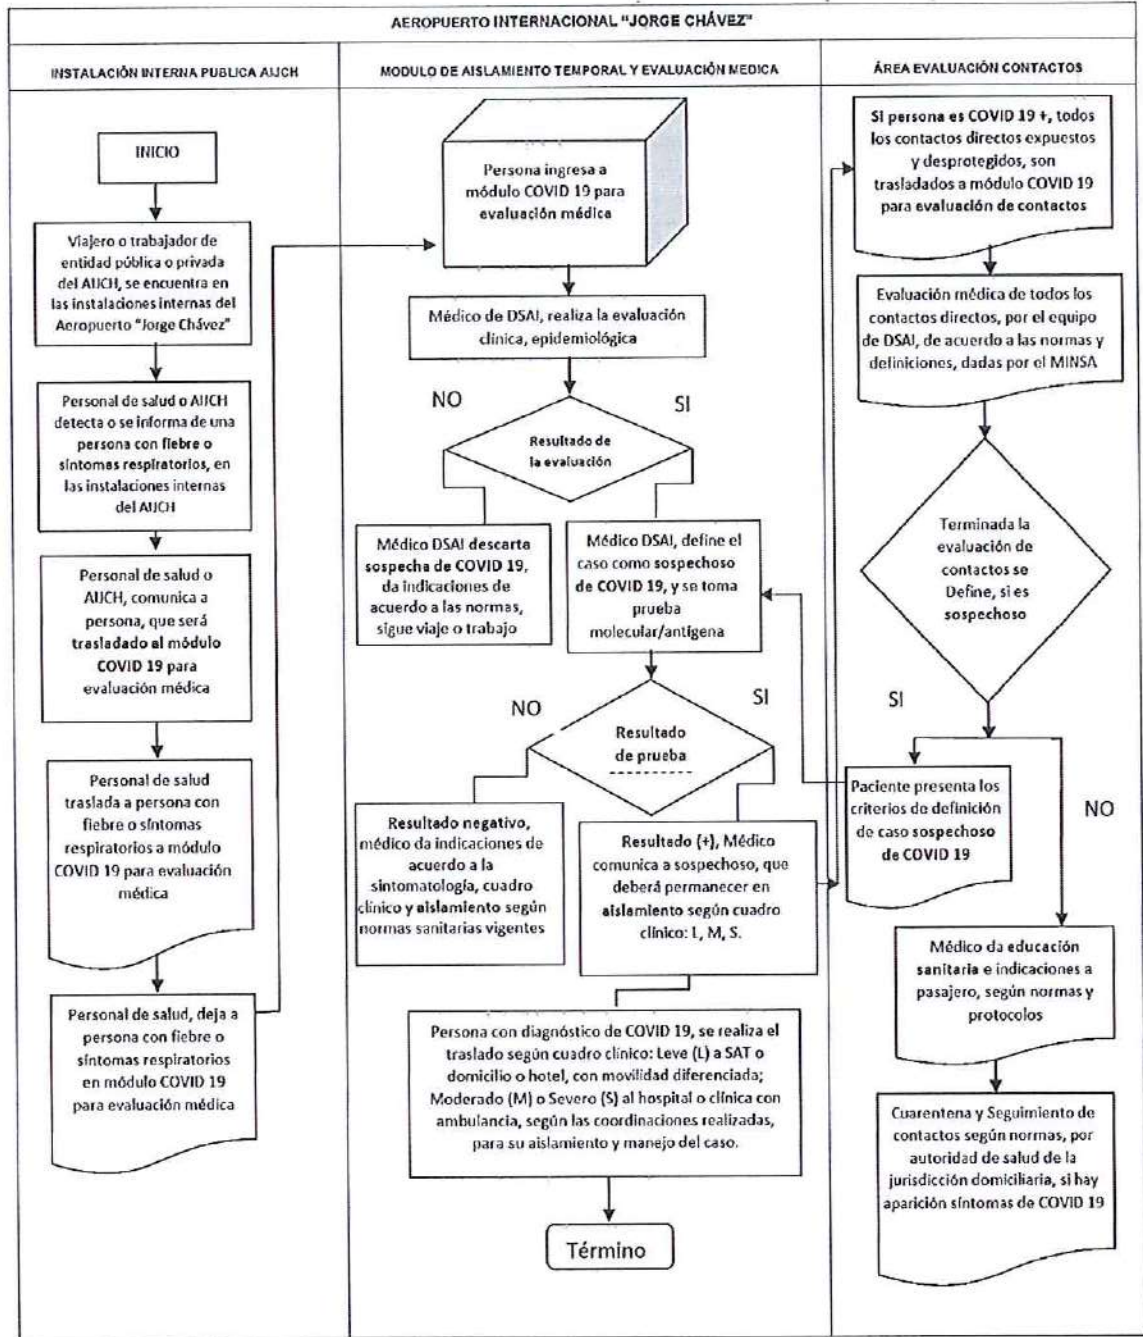 AEROPUERTO INTERNACIONAL "JORGE CHÁVEZ"
INSTALACIÓN INTERNA PUBLICA AIJCH
INICIO
Viajero o trabajador de
entidad pública o privada
del AIJCH, se encuentra en
las instalaciones internas del
Aeropuerto "Jorge Chávez"
Personal de salud o AIJCH
detecta o se informa de una
persona con fiebre o
síntomas respiratorios, en
las instalaciones internas
del AIJCH
Personal de salud o
AIJCH, comunica a
persona, que será
trasladado al módulo
COVID 19 para
evaluación médica
Personal de salud
traslada a persona con
fiebre o síntomas
respiratorios a módulo
COVID 19 para evaluación
médica
Personal de salud, deja a
persona con fiebre o
síntomas respiratorios
en módulo COVID 19
para evaluación médica
MODULO DE AISLAMIENTO TEMPORAL Y EVALUACIÓN MEDICA
Persona ingresa a
módulo COVID 19 para
evaluación médica
Médico de DSAI, realiza la evaluación
clínica, epidemiológica
NO
SI
Resultado de
la evaluación
Médico DSAI descarta
sospecha de COVID 19,
da indicaciones de
acuerdo a las normas,
sigue viaje o trabajo
Médico DSAI, define el
caso como sospechoso
de COVID 19, y se toma
prueba
molecular/antigena
NO
SI
Resultado
de prueba
Resultado negativo,
médico da indicaciones de
acuerdo a la
sintomatología, cuadro
clínico y aislamiento según
normas sanitarias vigentes
Resultado (+), Médico
comunica a sospechoso, que
deberá permanecer en
aislamiento según cuadro
clínico: L, M, S.
Persona con diagnóstico de COVID 19, se realiza el
traslado según cuadro clínico: Leve (L) a SAT o
domicilio o hotel, con movilidad diferenciada;
Moderado (M) o Severo (S) al hospital o clínica con
ambulancia, según las coordinaciones realizadas,
para su aislamiento y manejo del caso.
Término
ÁREA EVALUACIÓN CONTACTOS
Si persona es COVID 19 +, todos
los contactos directos expuestos
y desprotegidos, son
trasladados a módulo COVID 19
para evaluación de contactos
Evaluación médica de todos los
contactos directos, por el equipo
de DSAI, de acuerdo a las normas y
definiciones, dadas por el MINSA
Terminada la
evaluación de
contactos se
Define, si es
sospechoso
SI
NO
Paciente presenta los
criterios de definición
de caso sospechoso
de COVID 19
Médico da educación
sanitaria e indicaciones a
pasajero, según normas y
protocolos
Cuarentena y Seguimiento de
contactos según normas, por
autoridad de salud de la
jurisdicción domiciliaria, si hay
aparición síntomas de COVID 19